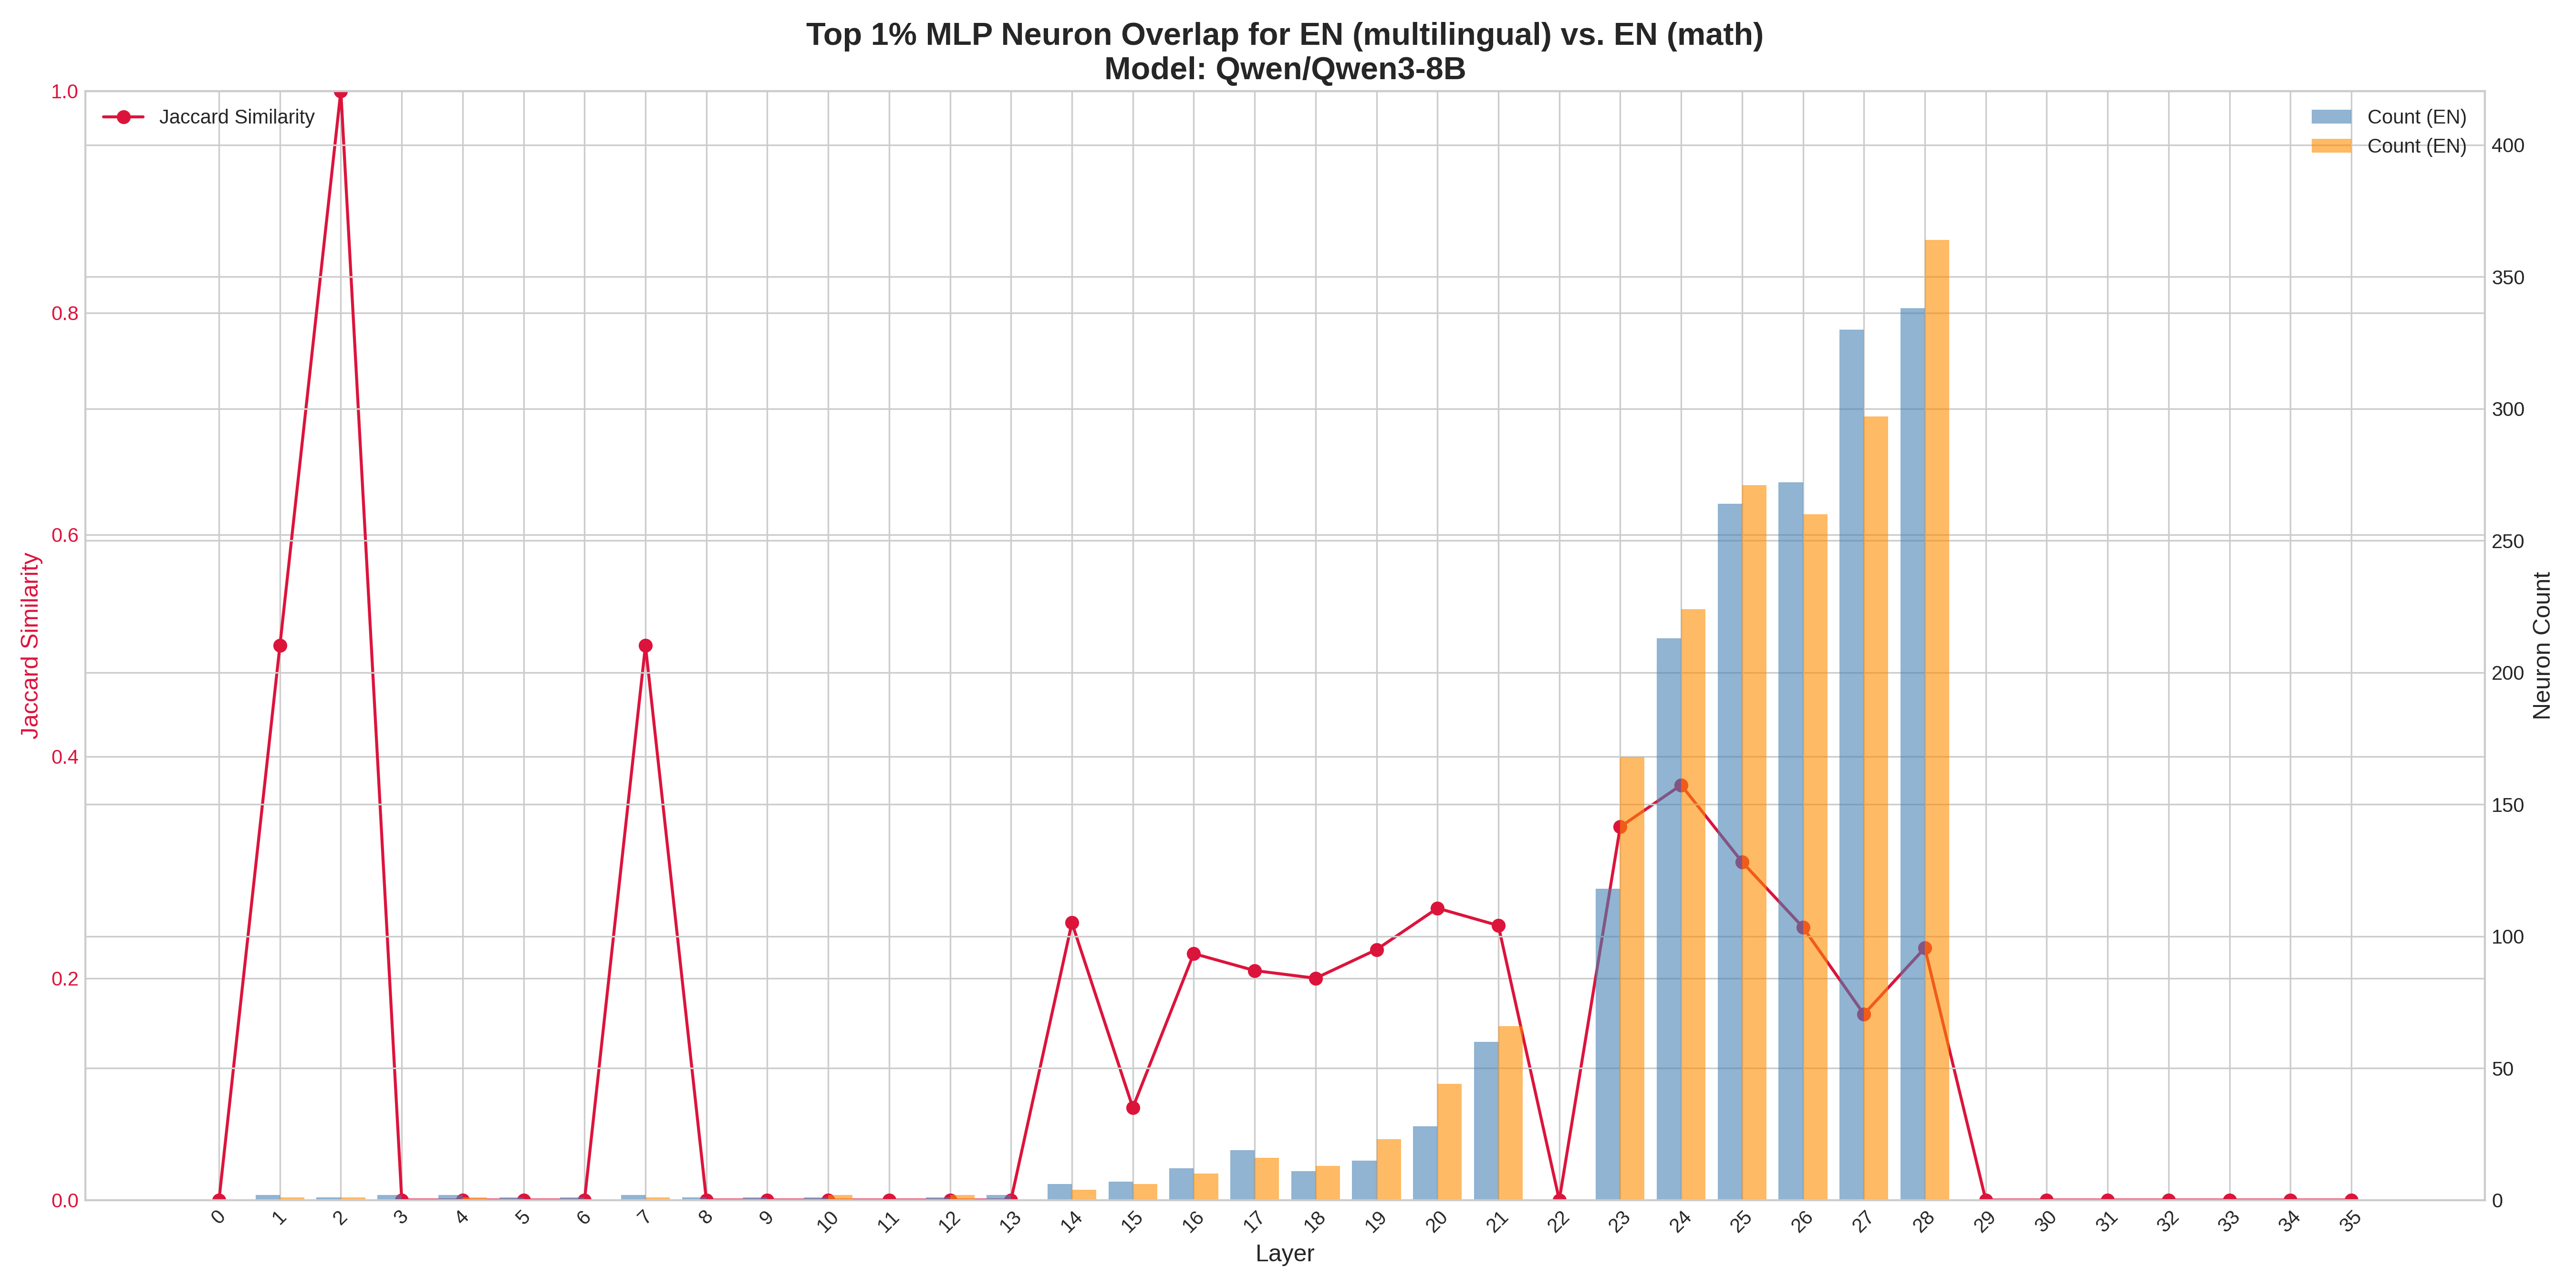 Top 1% MLP Neuron Overlap for EN (multilingual) vs. EN (math)
Model: Qwen/Qwen3-8B
Jaccard Similarity
Count (EN)
Count (EN)
Jaccard Similarity
1.0
0.8
0.6
0.4
0.2
0.0
Neuron Count
400
350
300
250
200
150
100
50
0
0 1 2 3 4 5 6 7 8 9 10 11 12 13 14 15 16 17 18 19 20 21 22 23 24 25 26 27 28 29 30 31 32 33 34 35
Layer